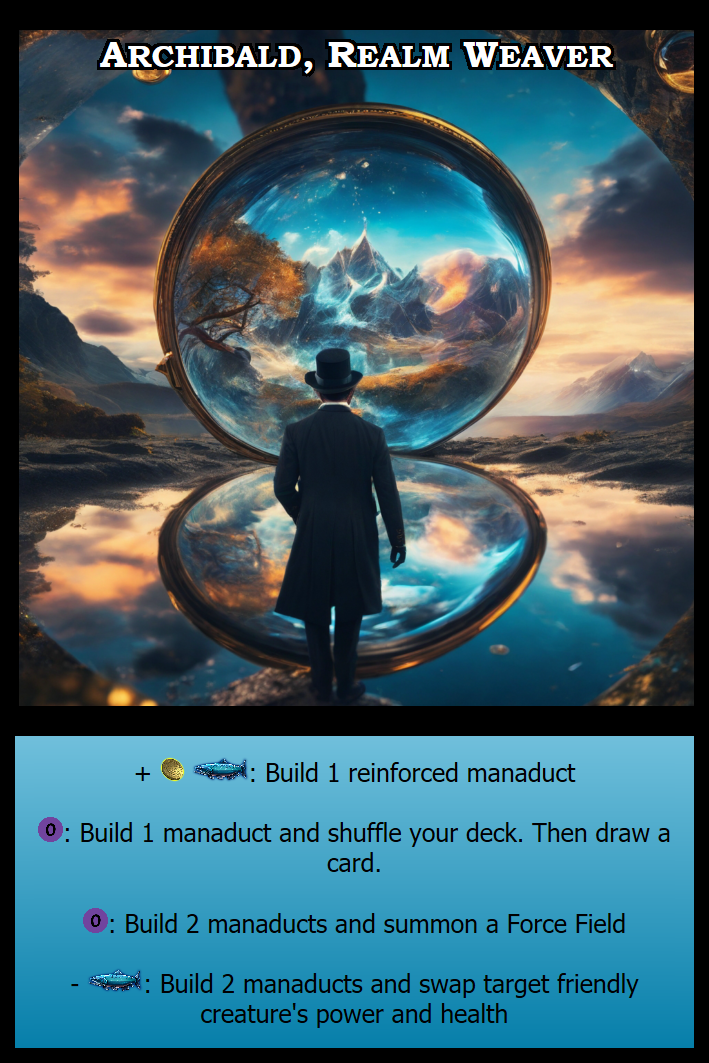 Archibald, Realm Weaver
+ : Build 1 reinforced manaduct
0: Build 1 manaduct and shuffle your deck. Then draw a
card.
0: Build 2 manaducts and summon a Force Field
- : Build 2 manaducts and swap target friendly
creature's power and health